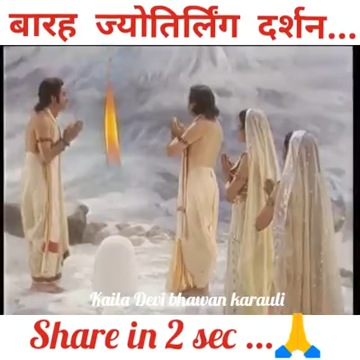 बारह ज्योतिर्लिंग दर्शन...
Kaila Devi bhawan karauli
Share in 2 sec ...🙏